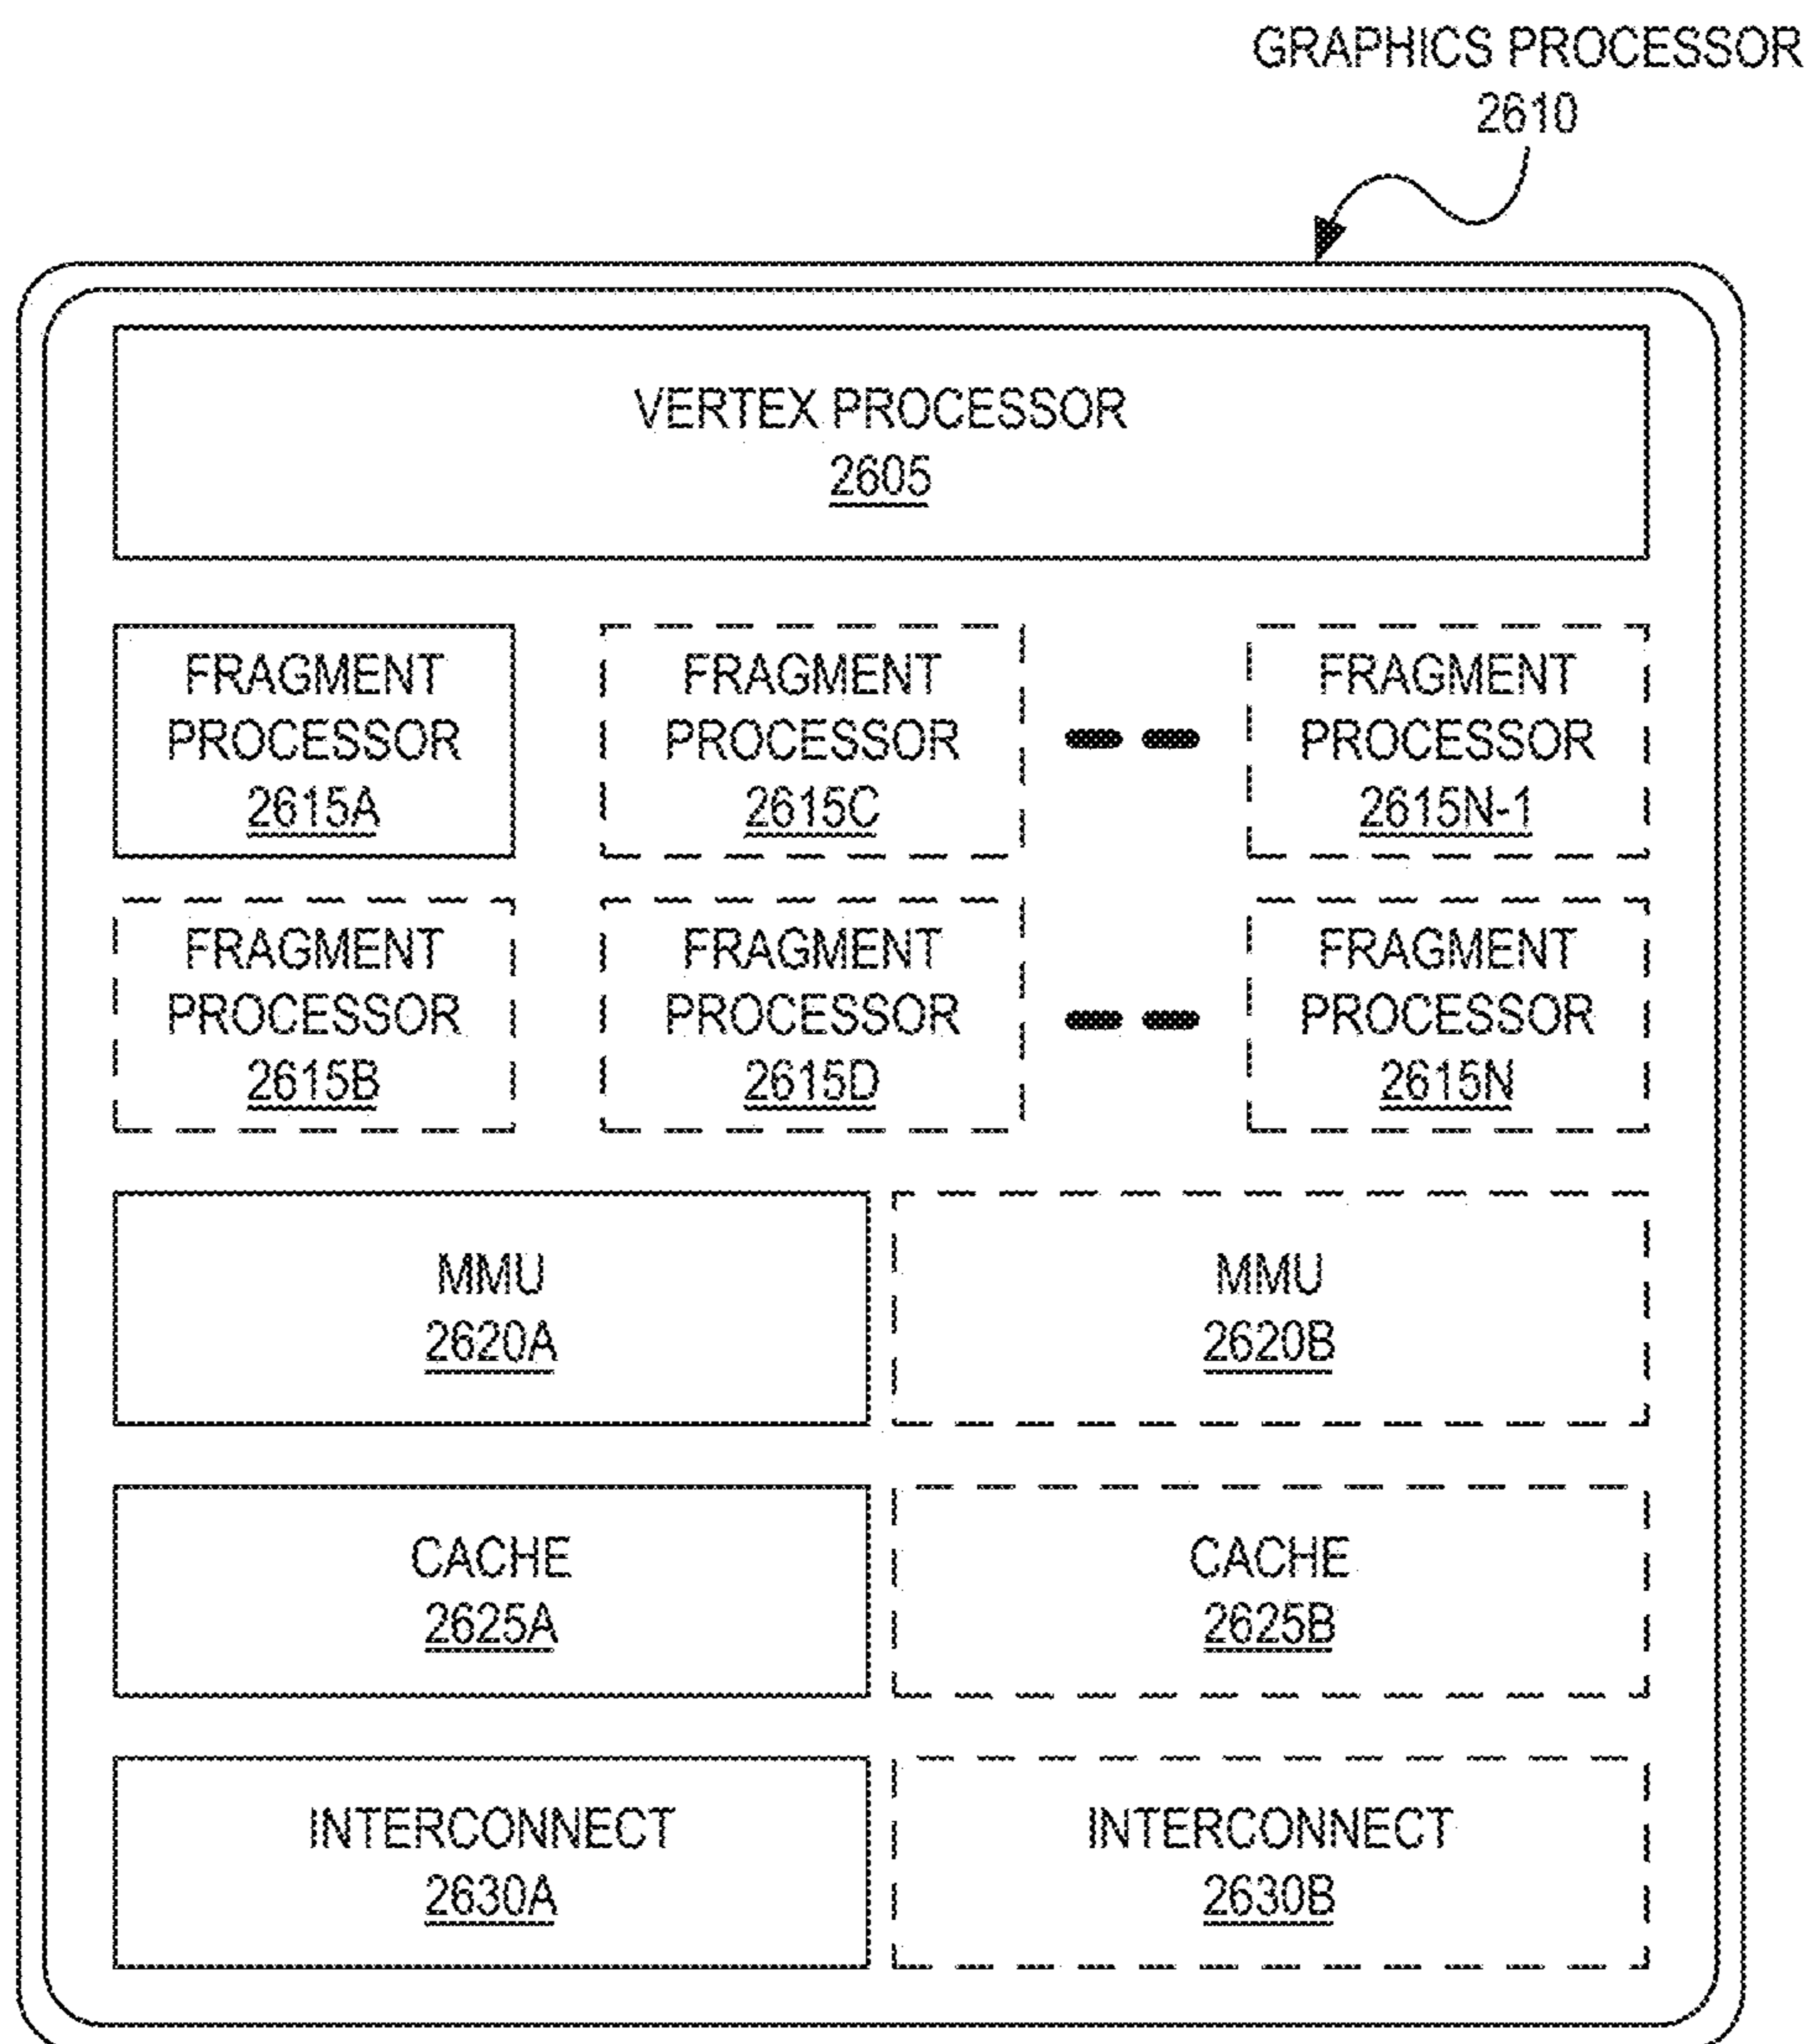 GRAPHICS PROCESSOR
2610
VERTEX PROCESSOR
2605
FRAGMENT
PROCESSOR
2615A
FRAGMENT
PROCESSOR
2615C
FRAGMENT
PROCESSOR
2615N-1
FRAGMENT
PROCESSOR
2615B
FRAGMENT
PROCESSOR
2615D
FRAGMENT
PROCESSOR
2615N
MMU
2620A
MMU
2620B
CACHE
2625A
CACHE
2625B
INTERCONNECT
2630A
INTERCONNECT
2630B